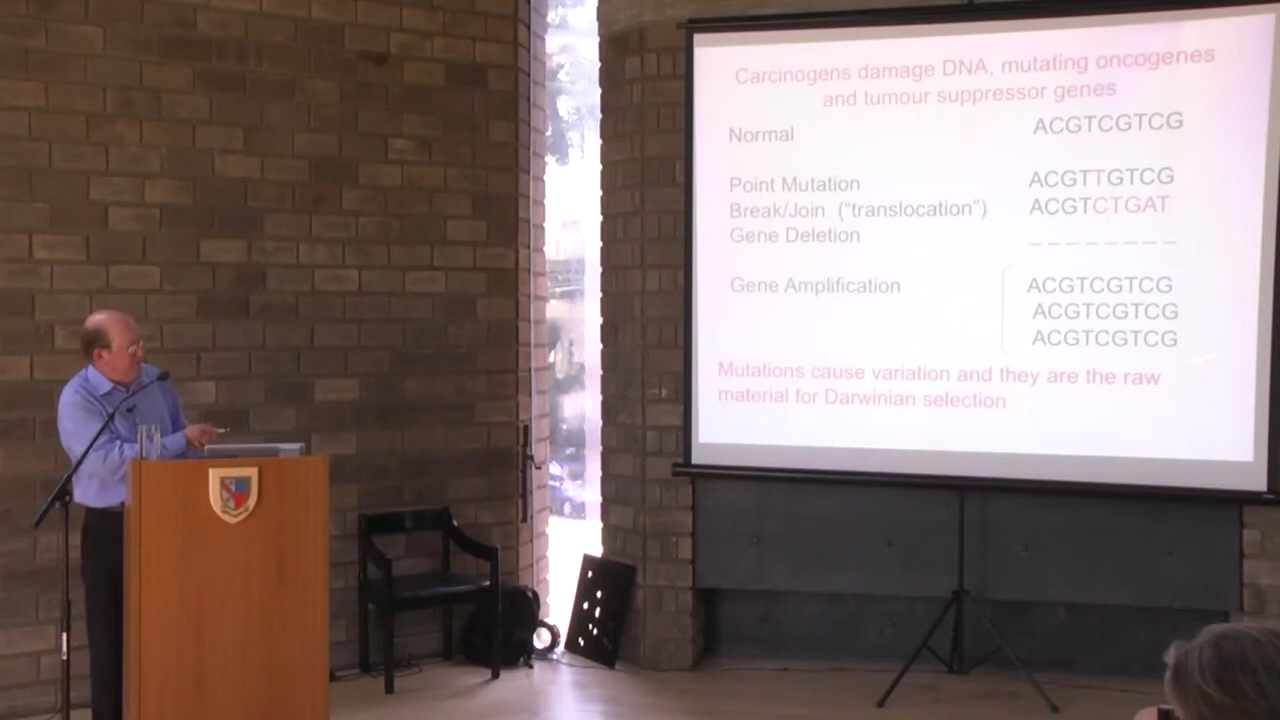 Carcinogens damage DNA, mutating oncogenes
and tumour suppressor genes
Normal ACGTCGTCG
Point Mutation ACGTTGTCG
Break/Join (“translocation”) ACGTCTGAT
Gene Deletion _ _ _ _ _ _ _ _ _
Gene Amplification ACGTCGTCG
ACGTCGTCG
ACGTCGTCG
Mutations cause variation and they are the raw
material for Darwinian selection